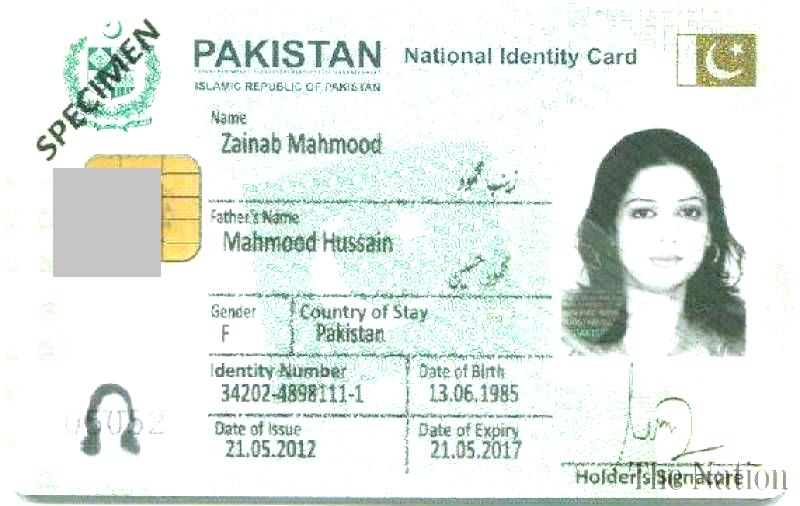 SPECIMEN
PAKISTAN National Identity Card
ISLAMIC REPUBLIC OF PAKISTAN
Name
Zainab Mahmood
زینب محمود
Father's Name
Mahmood Hussain
محمود حسین
Gender Country of Stay
F Pakistan
Identity Number Date of Birth
34202-4898111-1 13.06.1985
Date of Issue Date of Expiry
21.05.2012 21.05.2017
Holder's Signature
The Nation